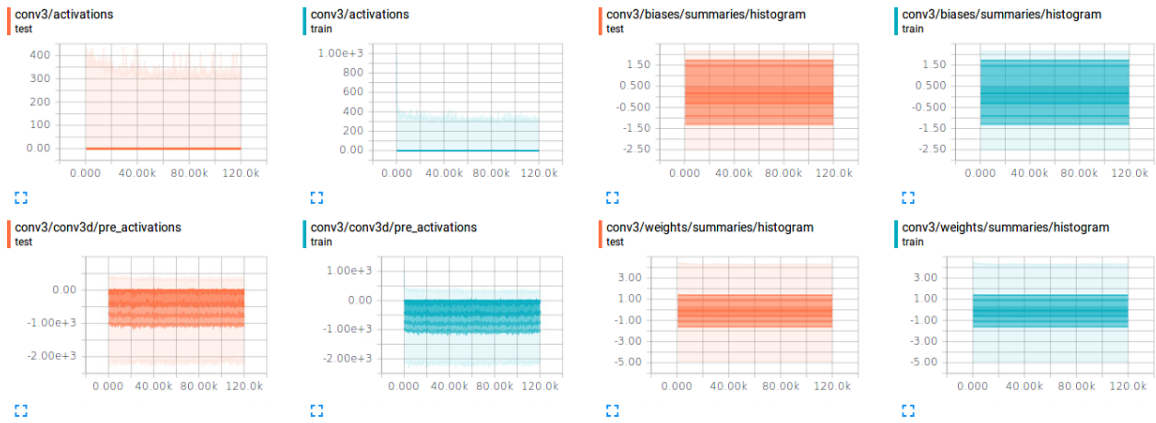 conv3/activations
test
400
300
200
100
0.00
0.000 40.00k 80.00k 120.0k
conv3/activations
train
1.00e+3
800
600
400
200
0.00
0.000 40.00k 80.00k 120.0k
conv3/biases/summaries/histogram
test
1.50
0.500
-0.500
-1.50
-2.50
0.000 40.00k 80.00k 120.0k
conv3/biases/summaries/histogram
train
1.50
0.500
-0.500
-1.50
-2.50
0.000 40.00k 80.00k 120.0k
conv3/conv3d/pre_activations
test
0.00
-1.00e+3
-2.00e+3
0.000 40.00k 80.00k 120.0k
conv3/conv3d/pre_activations
train
1.00e+3
0.00
-1.00e+3
-2.00e+3
0.000 40.00k 80.00k 120.0k
conv3/weights/summaries/histogram
test
3.00
1.00
-1.00
-3.00
-5.00
0.000 40.00k 80.00k 120.0k
conv3/weights/summaries/histogram
train
3.00
1.00
-1.00
-3.00
-5.00
0.000 40.00k 80.00k 120.0k